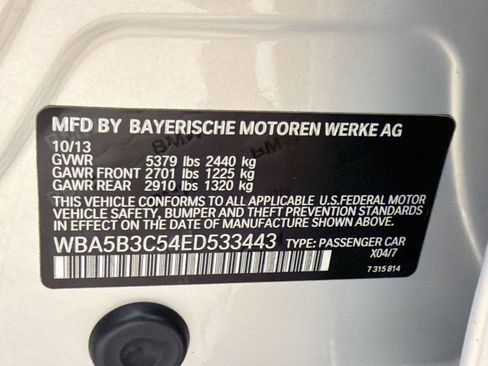 MFD BY BAYERISCHE MOTOREN WERKE AG
10/13
GVWR 5379 lbs 2440 kg
GAWR FRONT 2701 lbs 1225 kg
GAWR REAR 2910 lbs 1320 kg
THIS VEHICLE CONFORMS TO ALL APPLICABLE U.S.FEDERAL MOTOR
VEHICLE SAFETY, BUMPER AND THEFT PREVENTION STANDARDS
IN EFFECT ON THE DATE OF MANUFACTURE SHOWN ABOVE.
WBA5B3C54ED533443 TYPE: PASSENGER CAR
X04/7
7 315 814